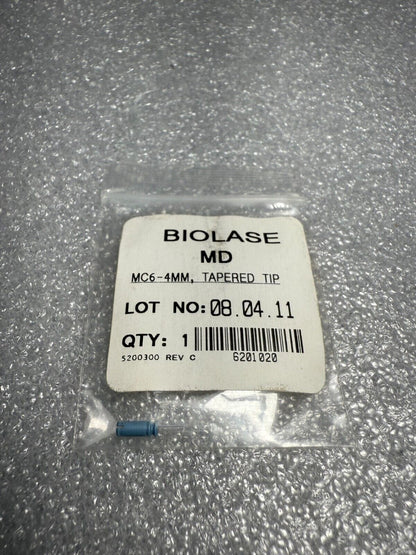 BIOLASE
MD
MC6-4MM, TAPERED TIP
LOT NO: 08.04.11
QTY: 1
5200300 REV C
6201020